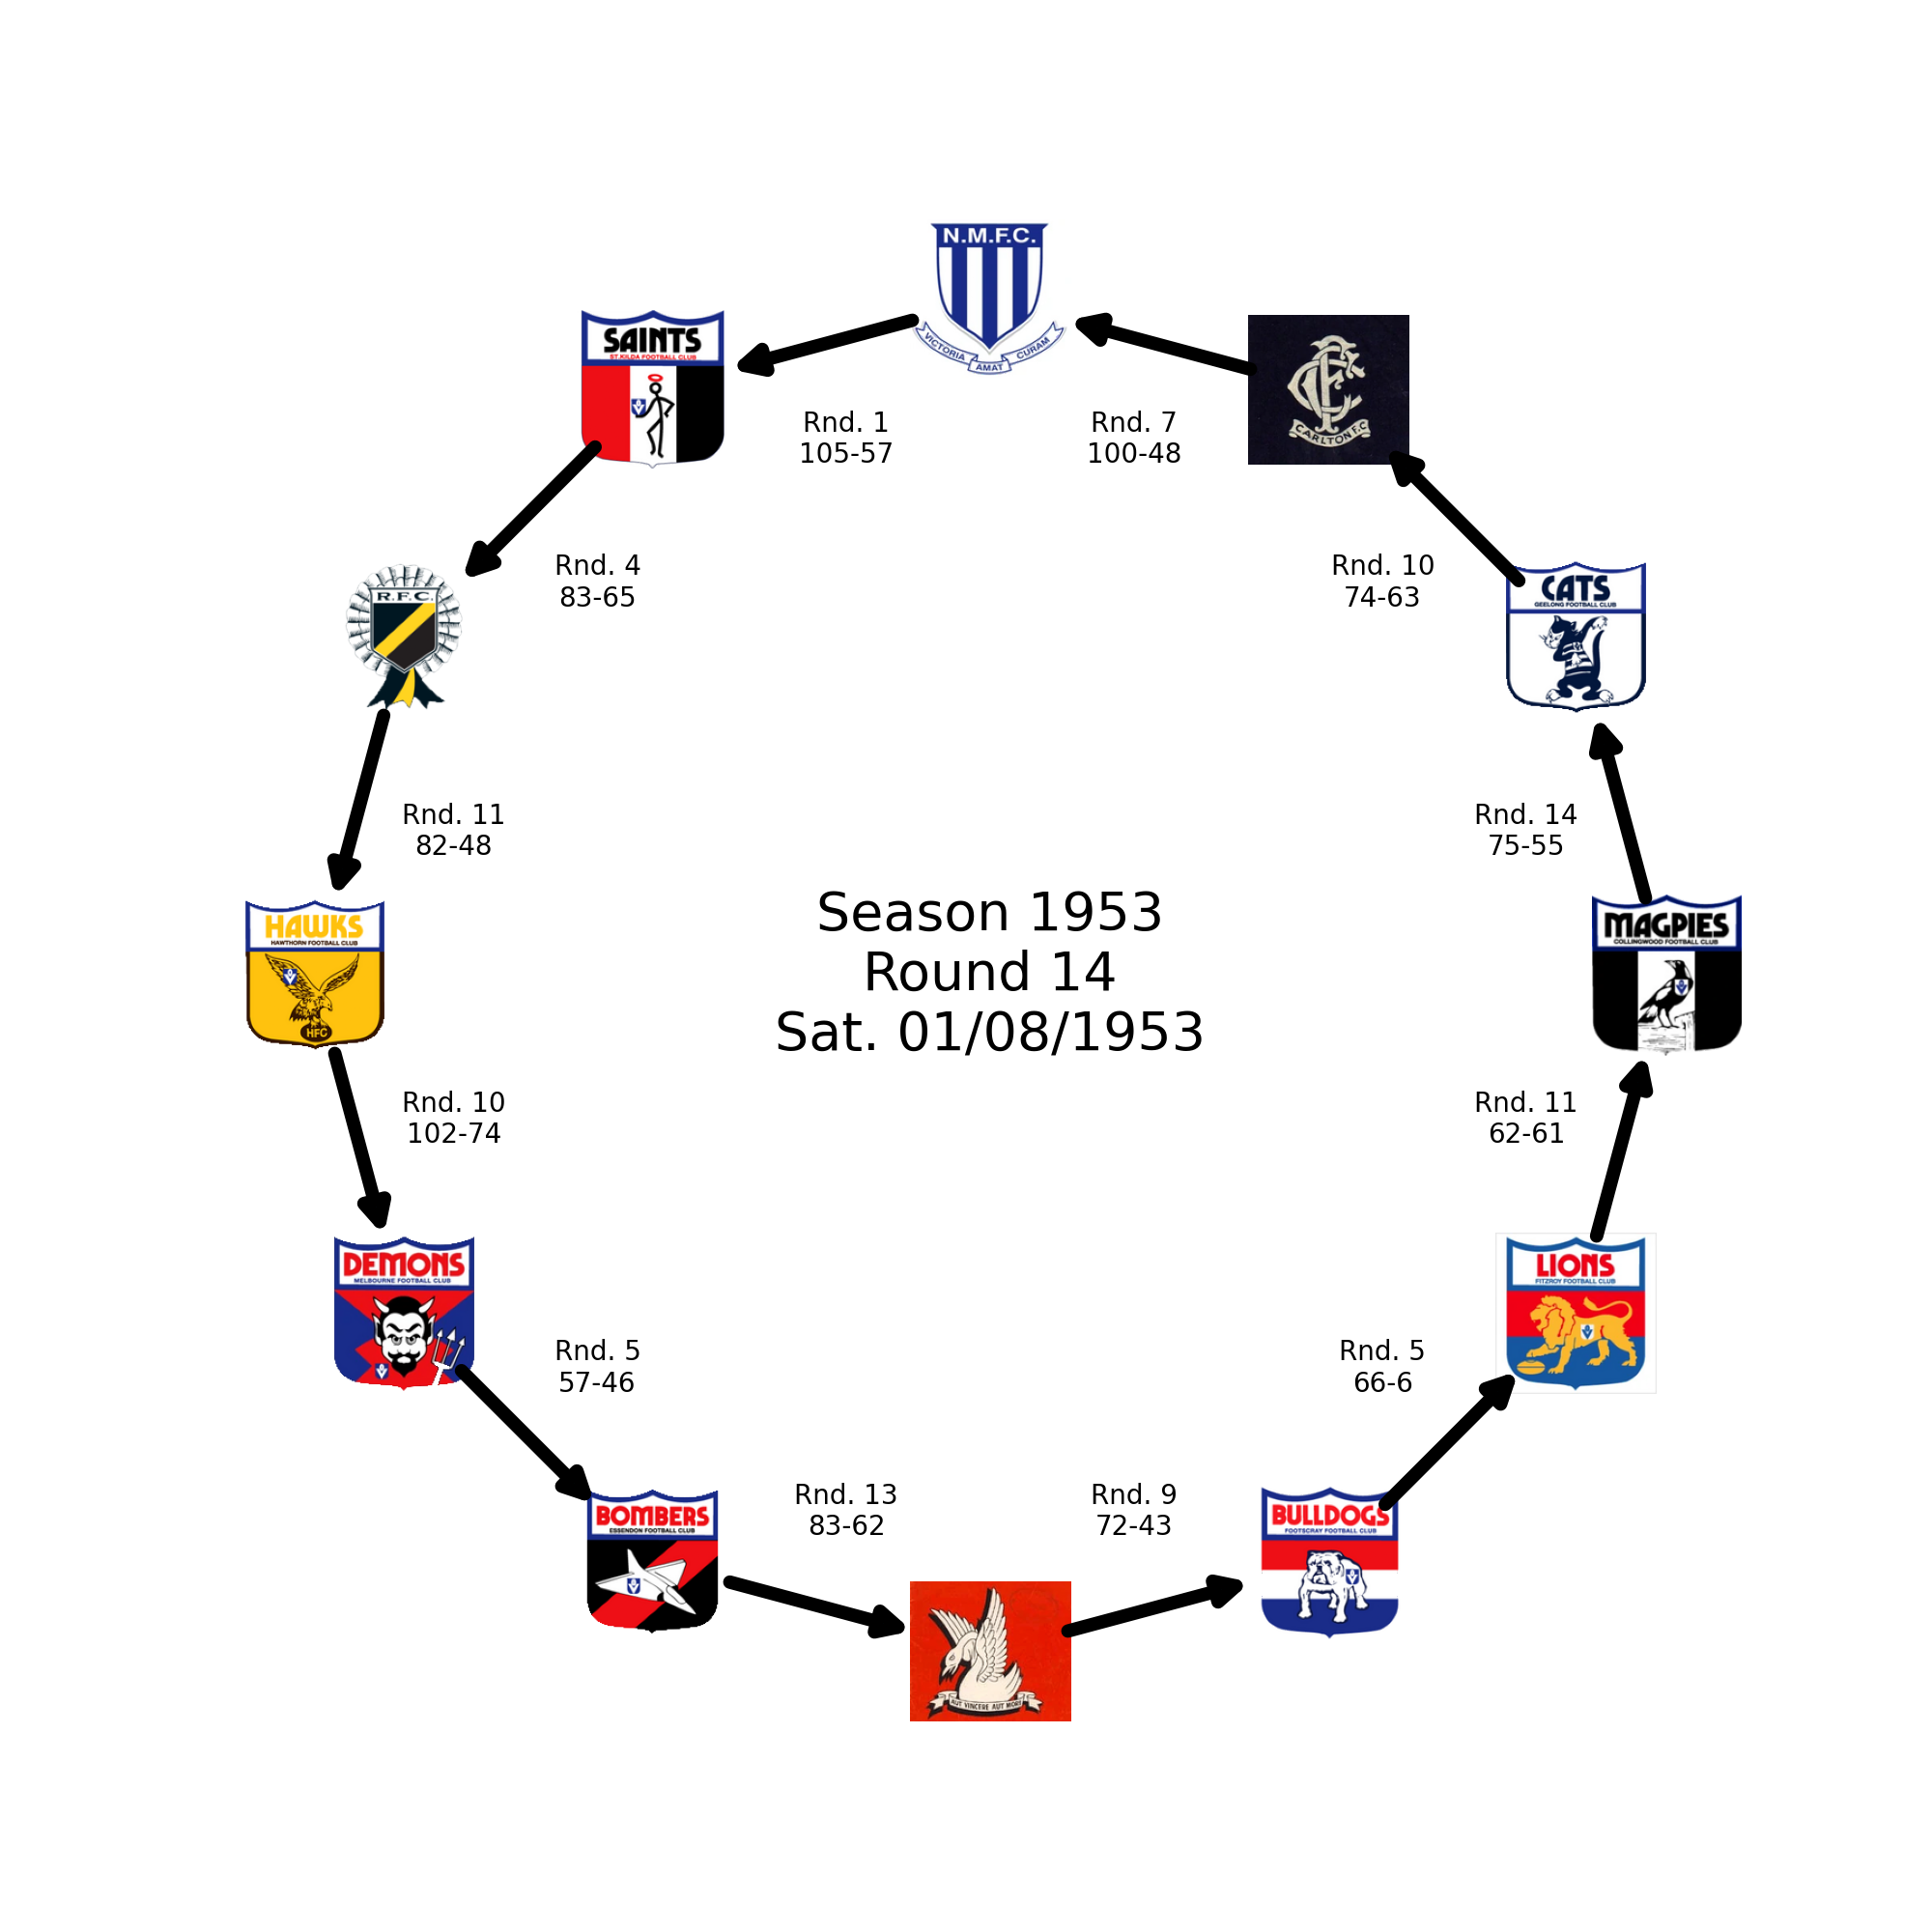 N.M.F.C.
VICTORIA AMAT CURAM
SAINTS
ST.KILDA FOOTBALL CLUB
CFC
CARLTON F.C
Rnd. 1
105-57
Rnd. 7
100-48
Rnd. 4
83-65
Rnd. 10
74-63
R.F.C.
CATS
GEELONG FOOTBALL CLUB
Rnd. 11
82-48
Rnd. 14
75-55
HAWKS
HAWTHORN FOOTBALL CLUB
HFC
MAGPIES
COLLINGWOOD FOOTBALL CLUB
Season 1953
Round 14
Sat. 01/08/1953
Rnd. 10
102-74
Rnd. 11
62-61
DEMONS
MELBOURNE FOOTBALL CLUB
LIONS
FITZROY FOOTBALL CLUB
Rnd. 5
57-46
Rnd. 5
66-6
Rnd. 13
83-62
Rnd. 9
72-43
BOMBERS
ESSENDON FOOTBALL CLUB
BULLDOGS
FOOTSCRAY FOOTBALL CLUB
AUT VINCERE AUT MORI